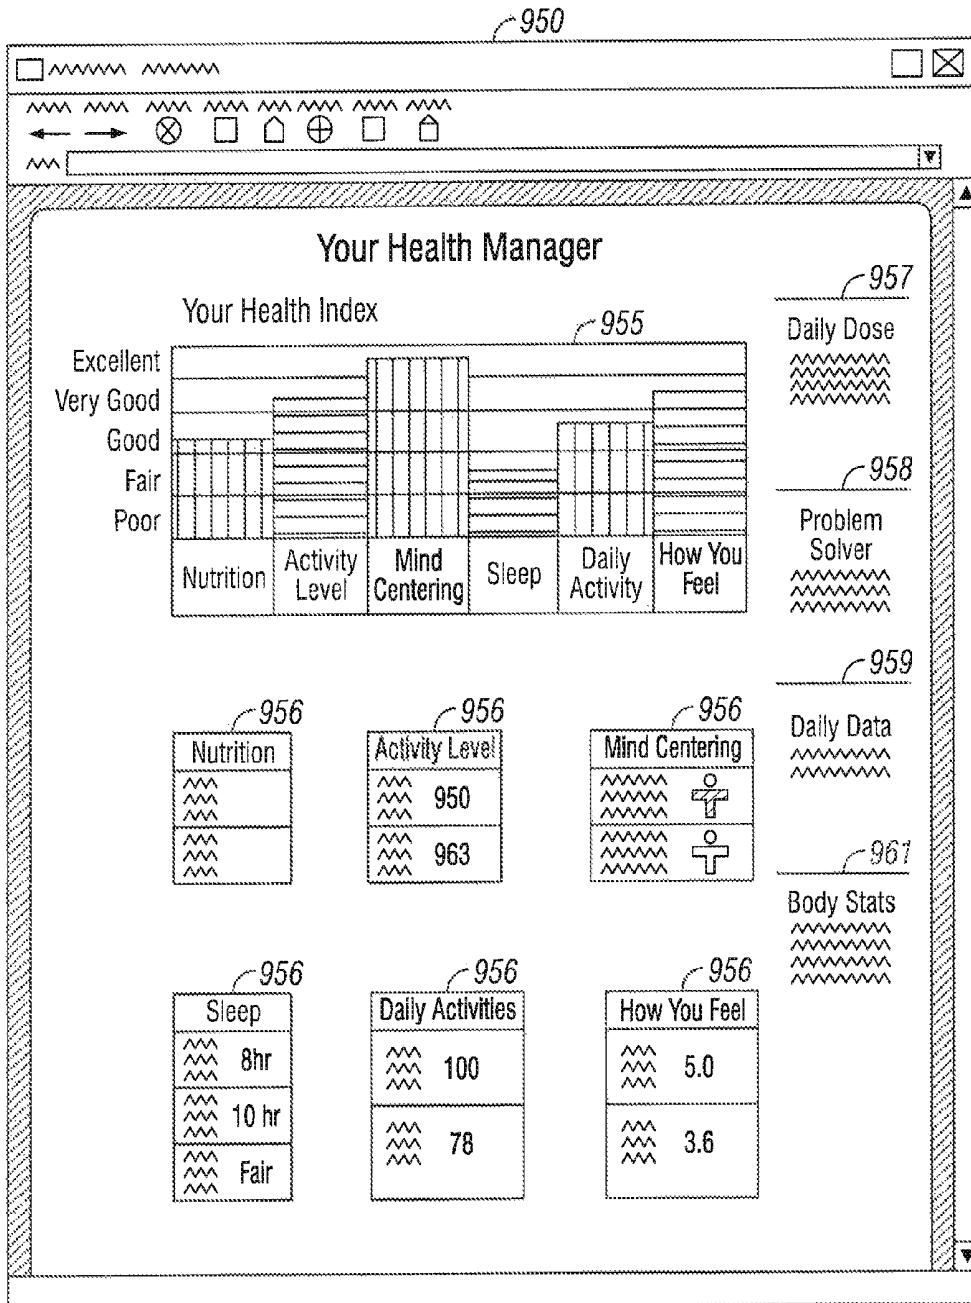 950
Your Health Manager
957
Your Health Index
955
Daily Dose
Excellent
Very Good
Good
Fair
Poor
958
Problem
Solver
Nutrition
Activity
Level
Mind
Centering
Sleep
Daily
Activity
How You
Feel
959
Daily Data
956
Nutrition
956
Activity Level
950
963
956
Mind Centering
961
Body Stats
956
Sleep
8hr
10 hr
Fair
956
Daily Activities
100
78
956
How You Feel
5.0
3.6